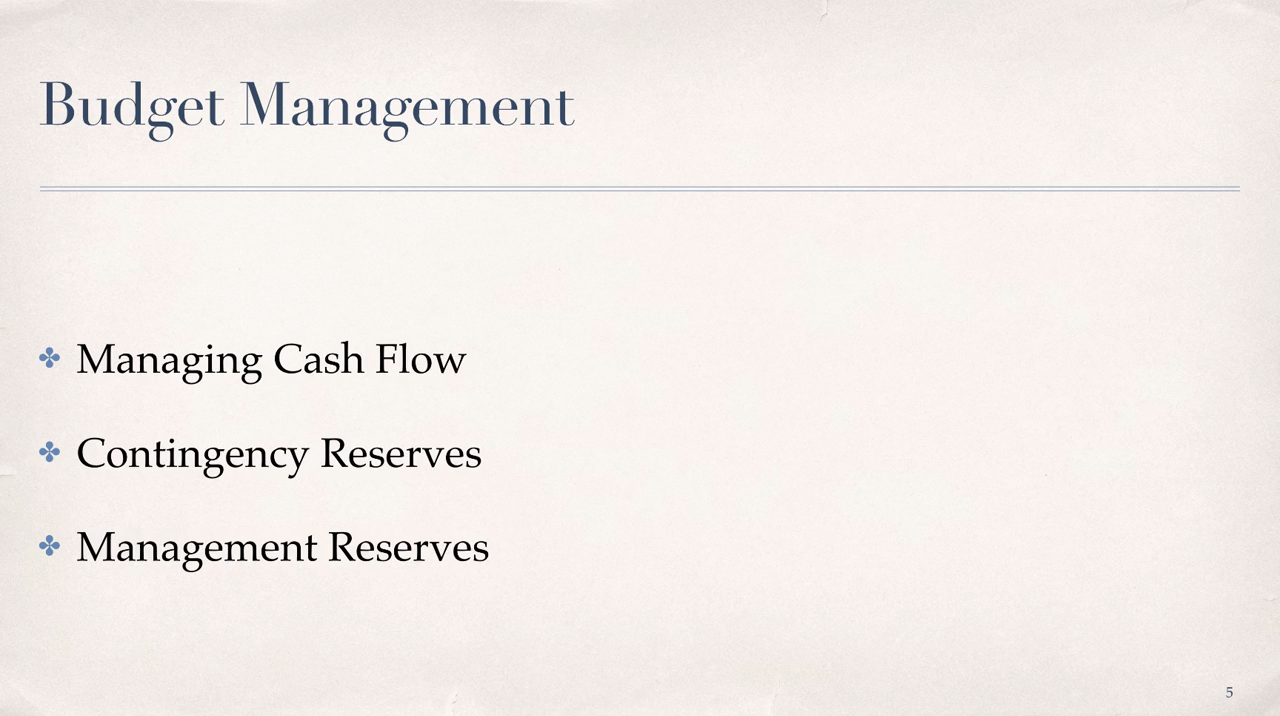 Budget Management
✤ Managing Cash Flow
✤ Contingency Reserves
✤ Management Reserves
5